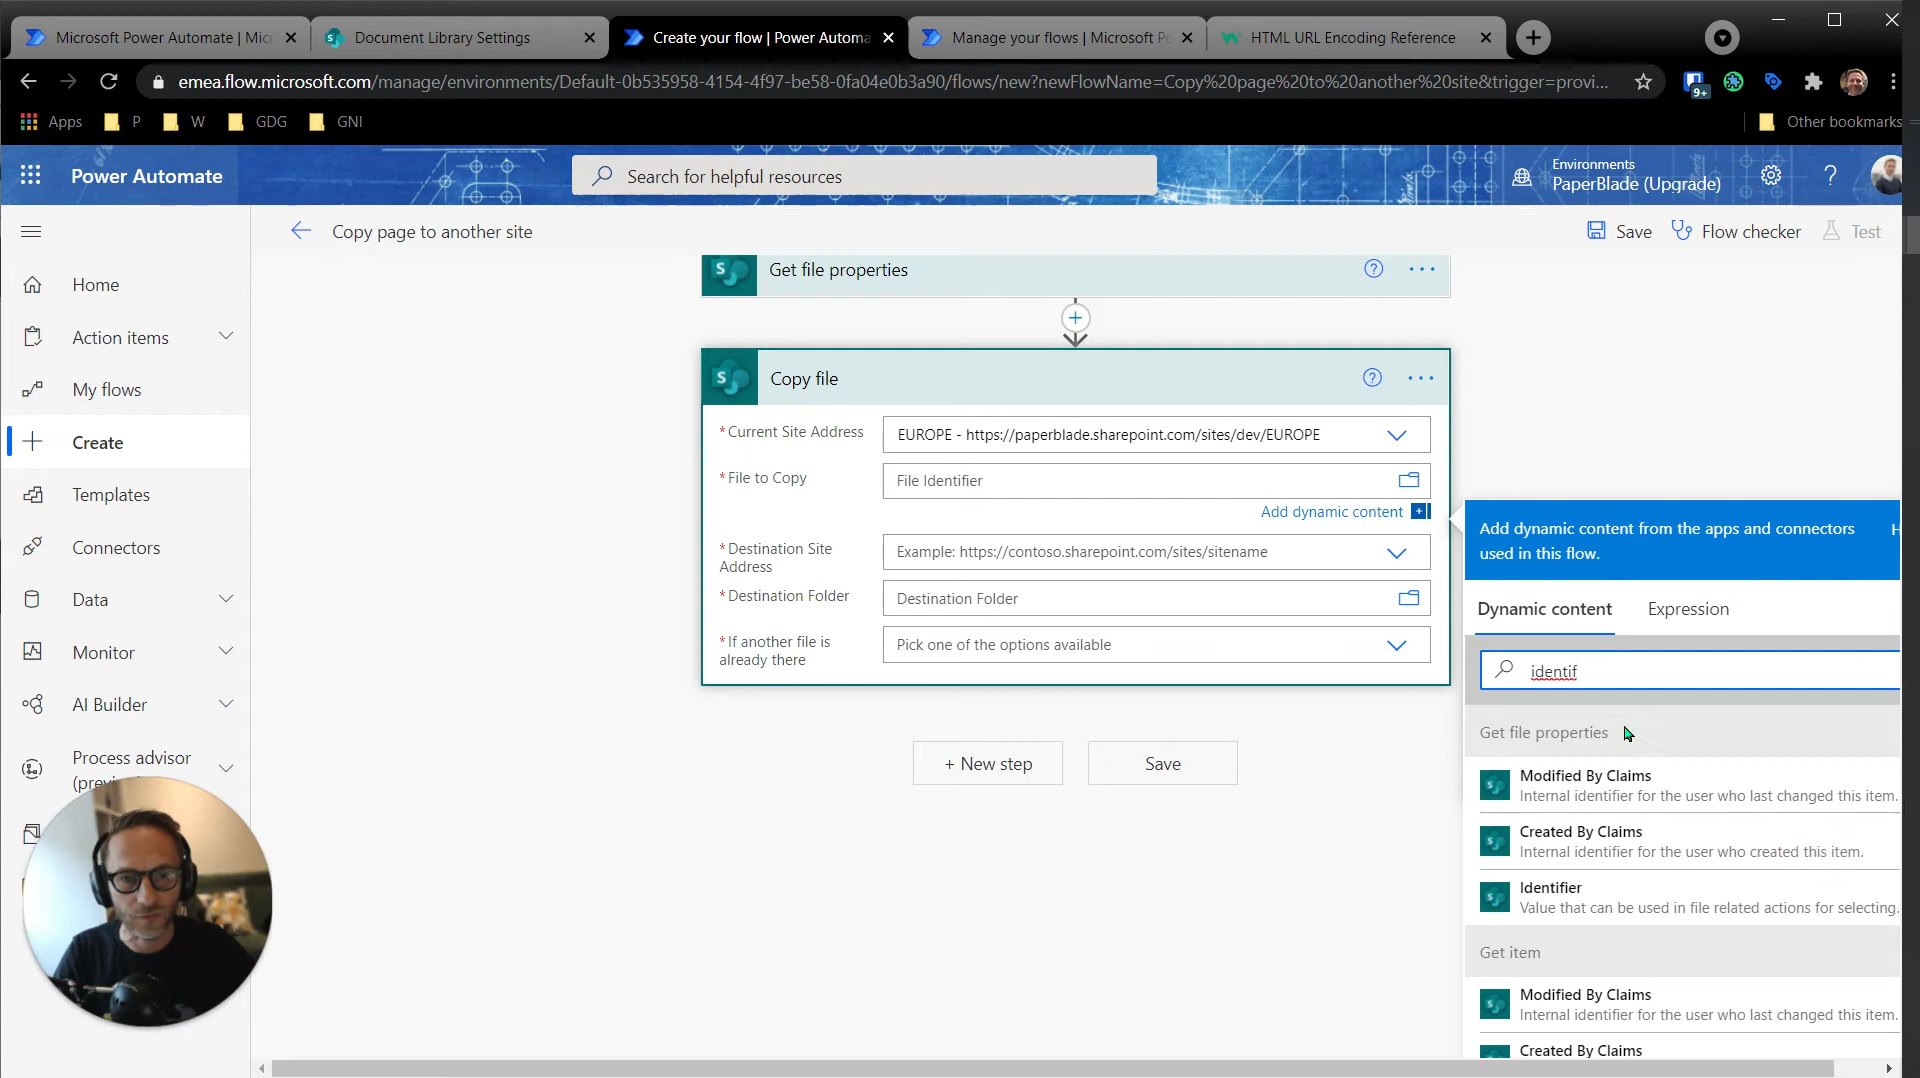 Microsoft Power Automate | Mic
Document Library Settings
Create your flow | Power Automa
Manage your flows | Microsoft Po
HTML URL Encoding Reference
emea.flow.microsoft.com/manage/environments/Default-0b535958-4154-4f97-be58-0fa04e0b3a90/flows/new?newFlowName=Copy%20page%20to%20another%20site&trigger=provi...
9+
Apps
P
W
GDG
GNI
Other bookmarks
Power Automate
Search for helpful resources
Environments
PaperBlade (Upgrade)
Copy page to another site
Save
Flow checker
Test
Home
Action items
My flows
Create
Templates
Connectors
Data
Monitor
AI Builder
Process advisor
Get file properties
Copy file
*Current Site Address
EUROPE - https://paperblade.sharepoint.com/sites/dev/EUROPE
*File to Copy
File Identifier
Add dynamic content
*Destination Site
Address
Example: https://contoso.sharepoint.com/sites/sitename
*Destination Folder
Destination Folder
*If another file is
already there
Pick one of the options available
+ New step
Save
Add dynamic content from the apps and connectors
used in this flow.
Dynamic content
Expression
identif
Get file properties
Modified By Claims
Internal identifier for the user who last changed this item.
Created By Claims
Internal identifier for the user who created this item.
Identifier
Value that can be used in file related actions for selecting.
Get item
Modified By Claims
Internal identifier for the user who last changed this item.
Created By Claims